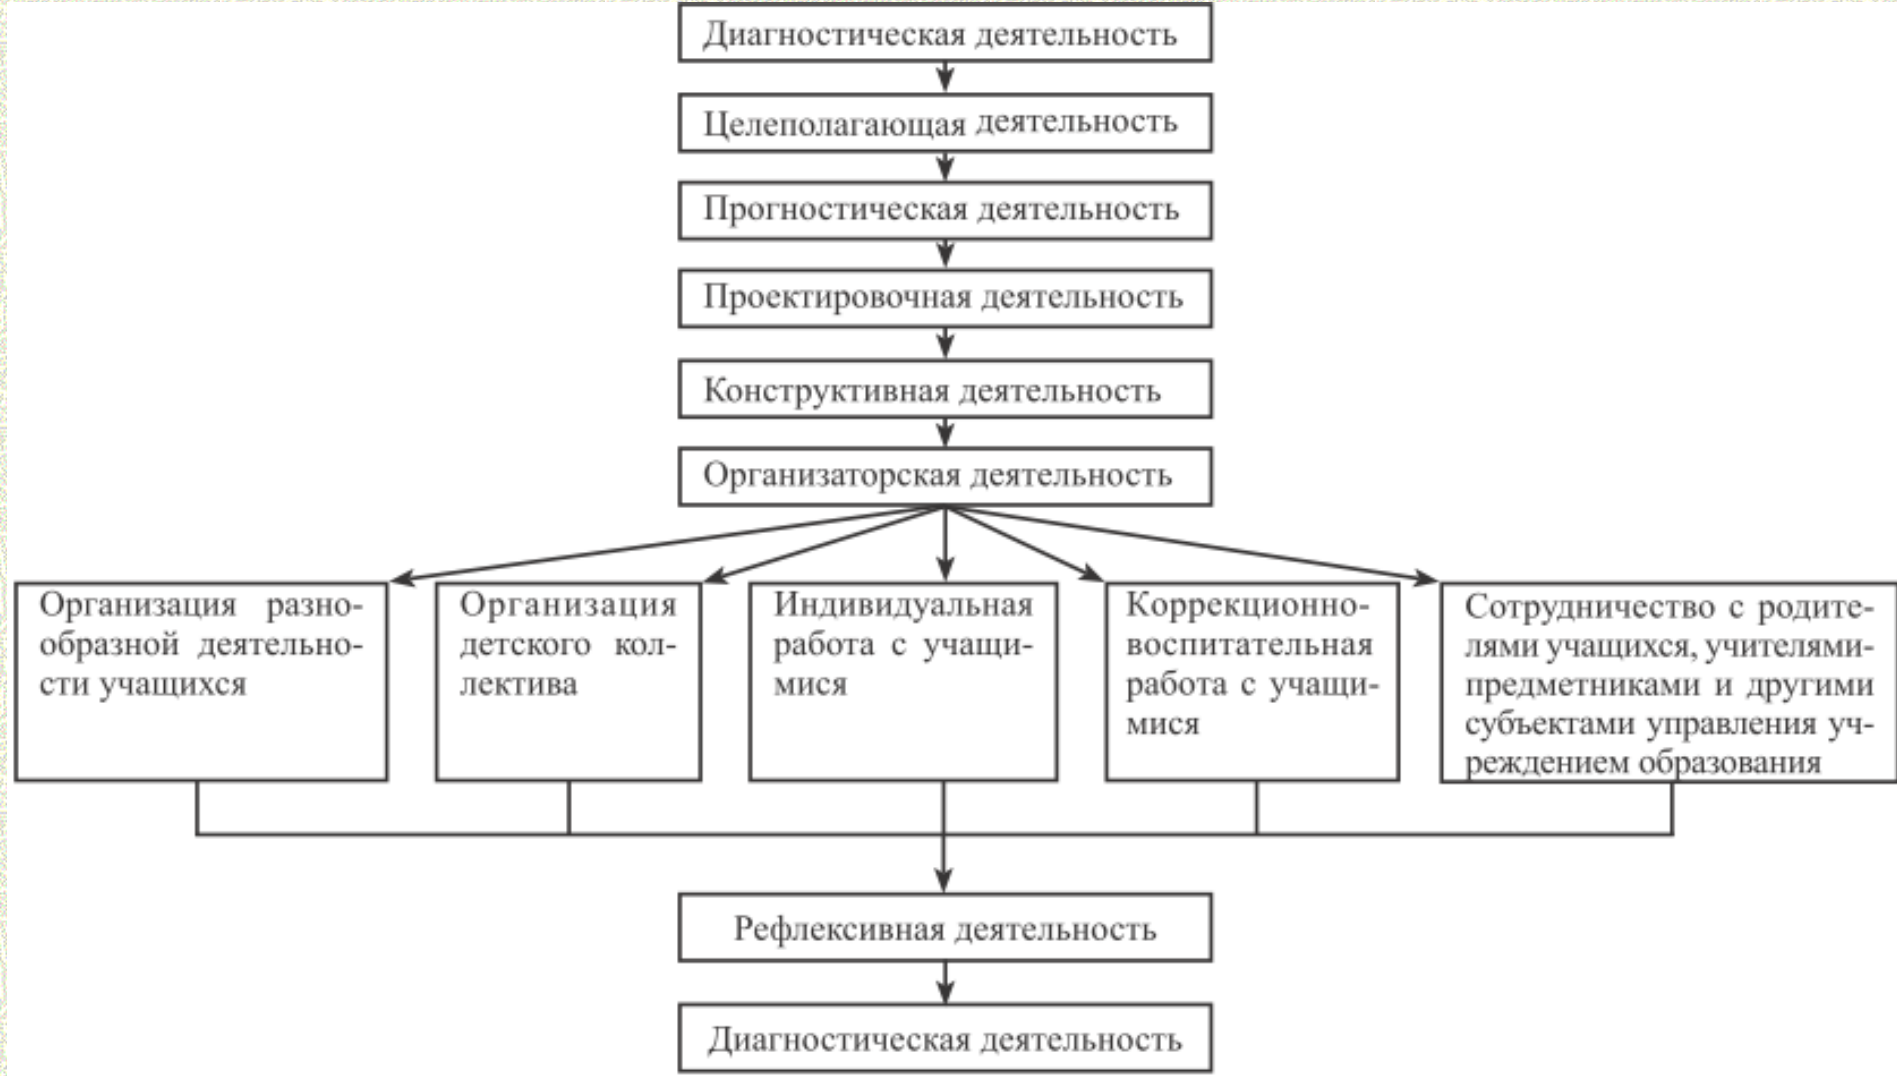 Диагностическая деятельность
Целеполагающая деятельность
Прогностическая деятельность
Проектировочная деятельность
Конструктивная деятельность
Организаторская деятельность
Организация разно-
образной деятельно-
сти учащихся
Организация
детского кол-
лектива
Индивидуальная
работа с учащи-
мися
Коррекционно-
воспитательная
работа с учащи-
мися
Сотрудничество с родите-
лями учащихся, учителями-
предметниками и другими
субъектами управления уч-
реждением образования
Рефлексивная деятельность
Диагностическая деятельность